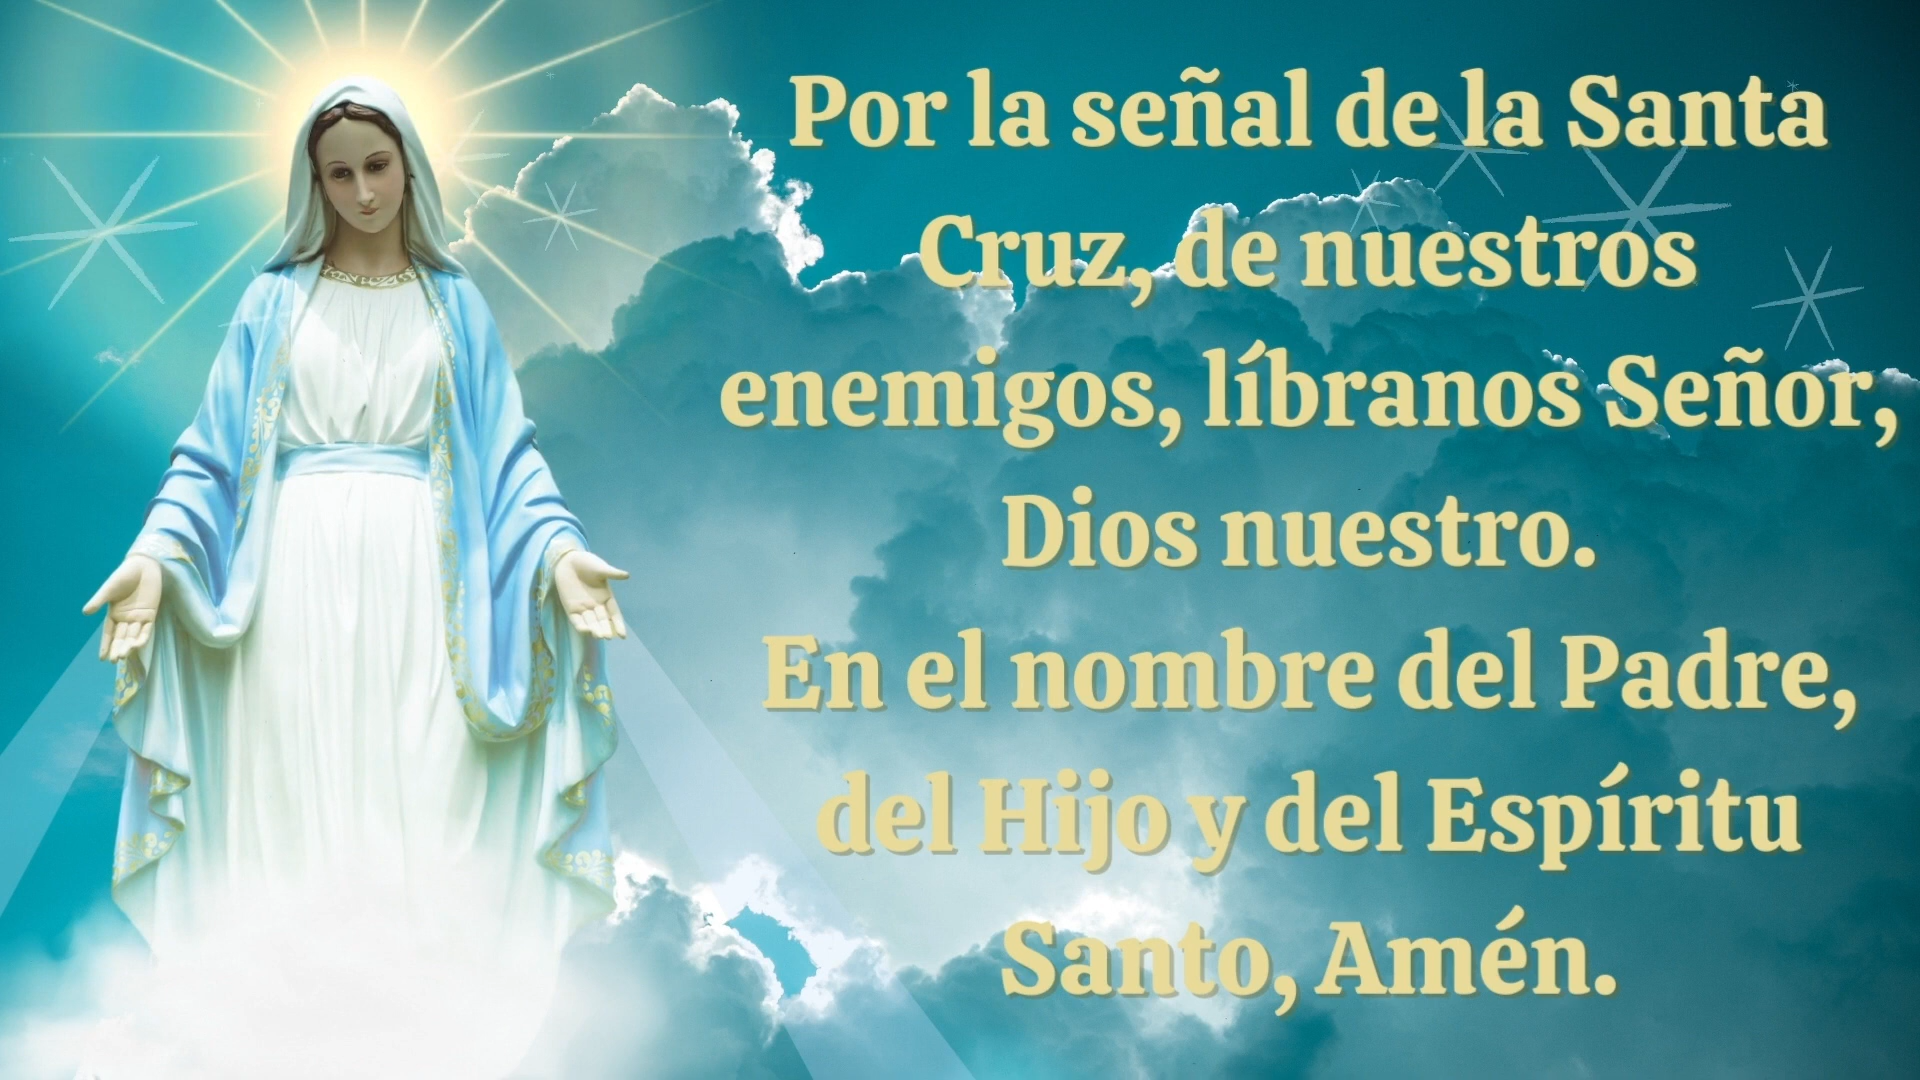 Por la señal de la Santa
Cruz, de nuestros
enemigos, líbranos Señor,
Dios nuestro.
En el nombre del Padre,
del Hijo y del Espíritu
Santo, Amén.